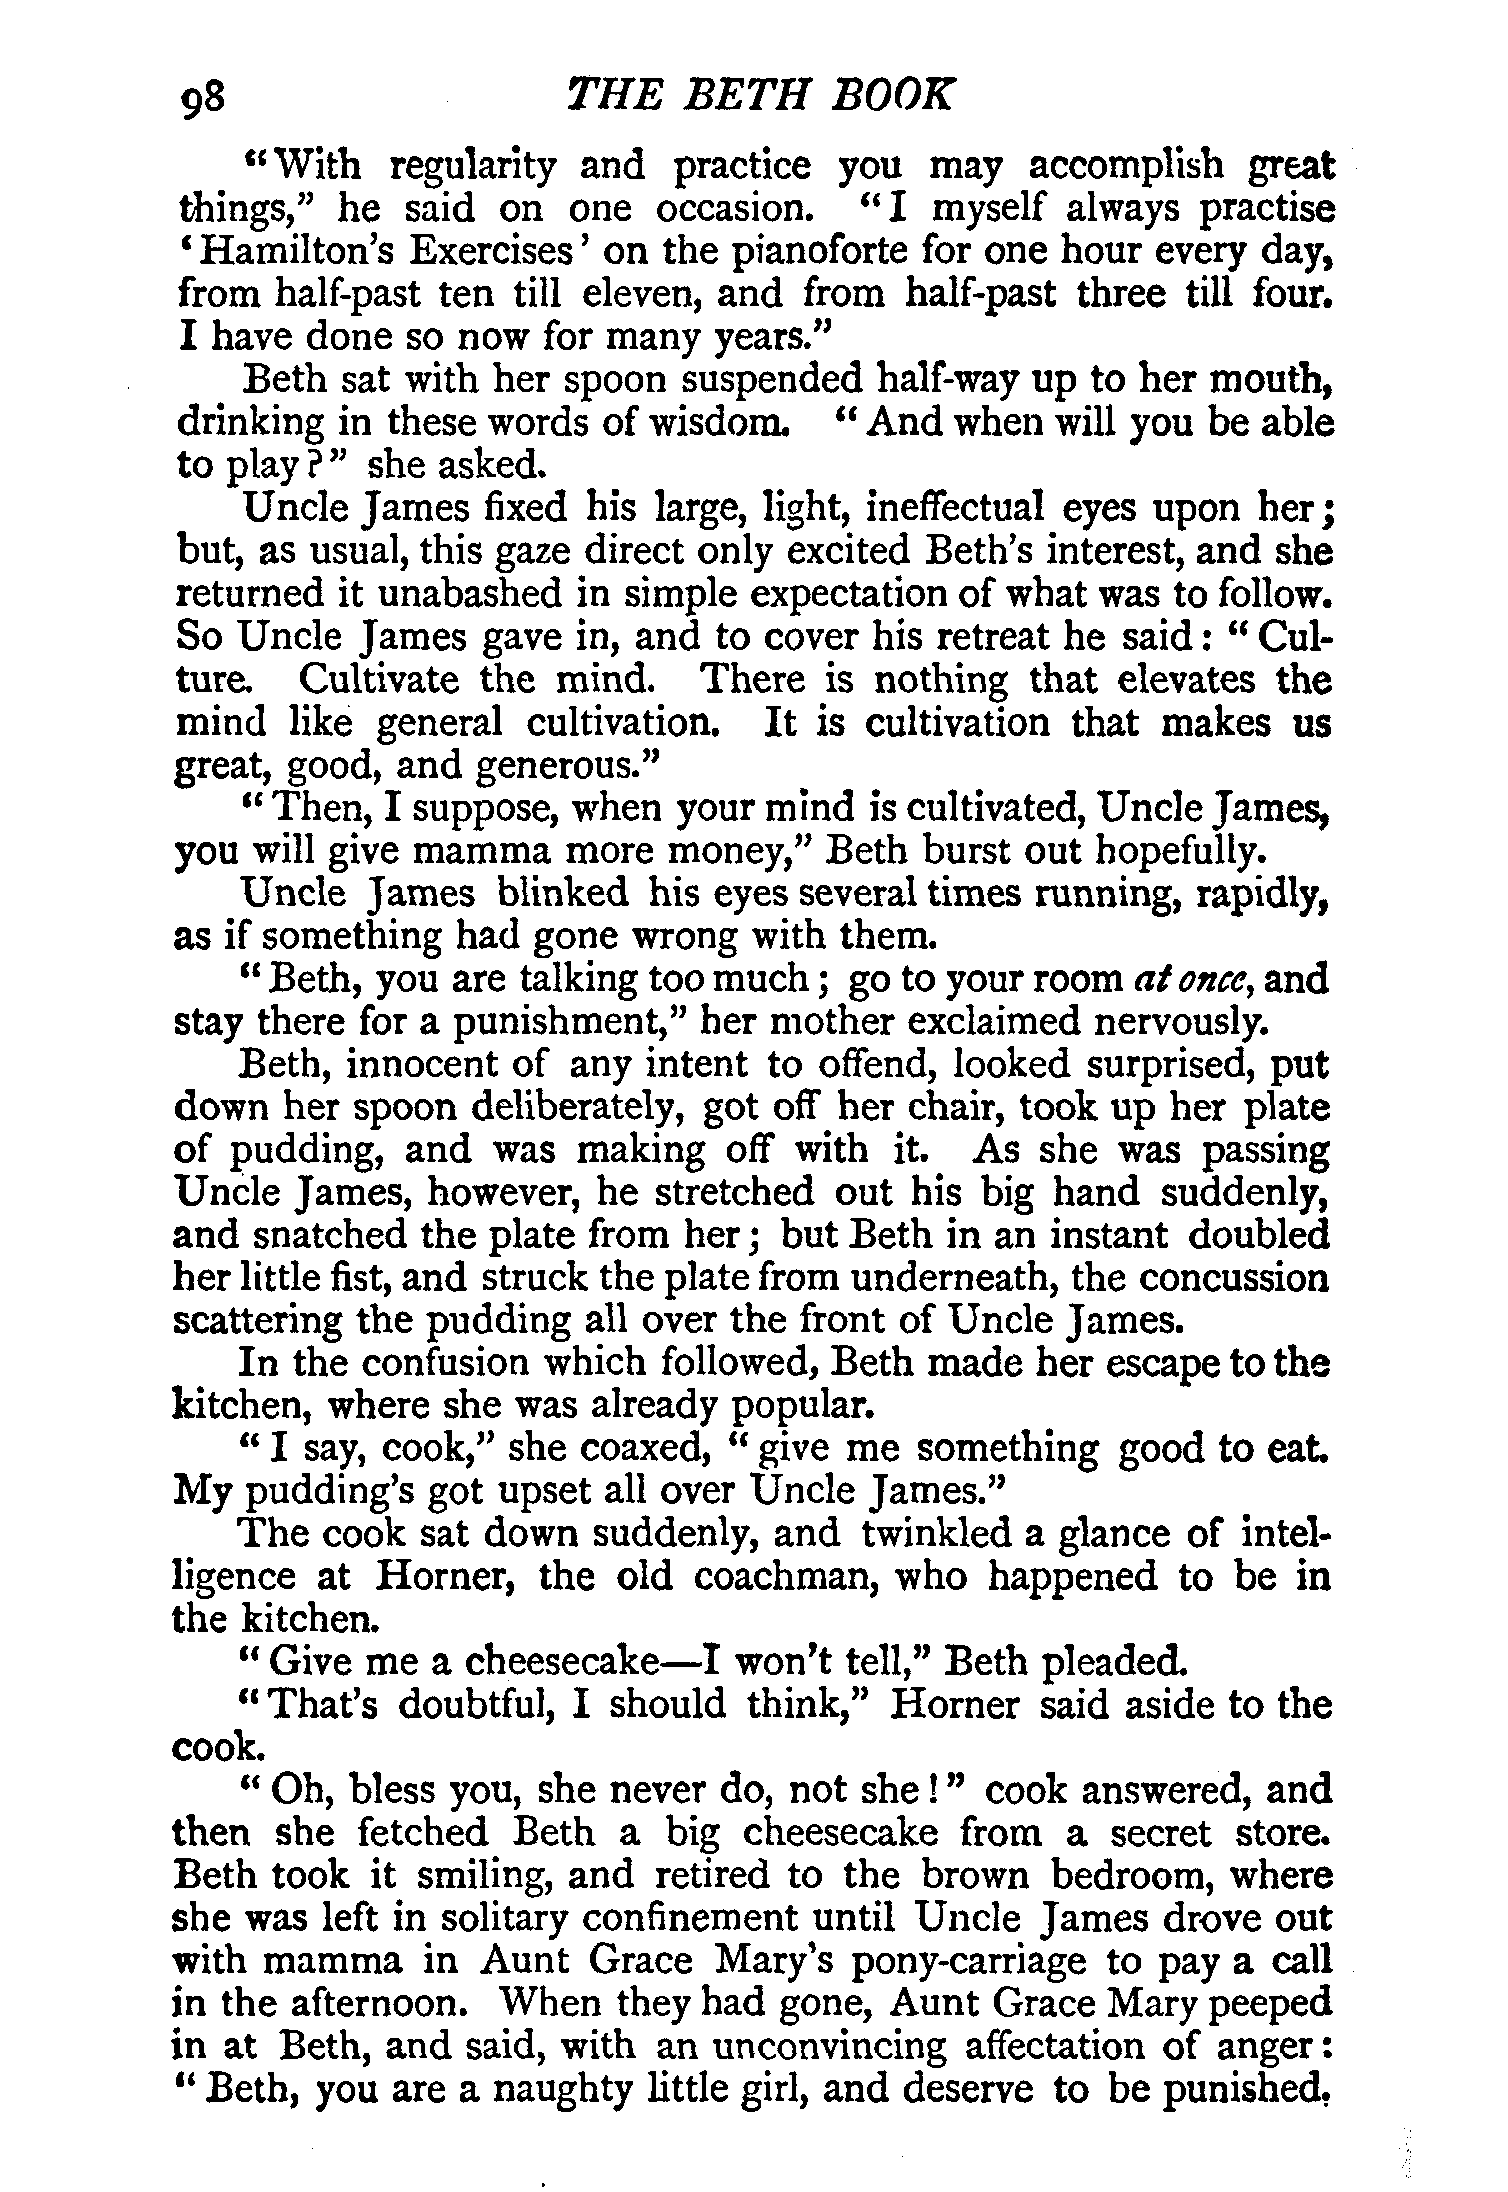 98 THE BETH BOOK
“With regularity and practice you may accomplish great
things,” he said on one occasion. “I myself always practise
‘Hamilton’s Exercises’ on the pianoforte for one hour every day,
from half-past ten till eleven, and from half-past three till four.
I have done so now for many years.”
Beth sat with her spoon suspended half-way up to her mouth,
drinking in these words of wisdom. “And when will you be able
to play?” she asked.
Uncle James fixed his large, light, ineffectual eyes upon her;
but, as usual, this gaze direct only excited Beth’s interest, and she
returned it unabashed in simple expectation of what was to follow.
So Uncle James gave in, and to cover his retreat he said: “Cul-
ture. Cultivate the mind. There is nothing that elevates the
mind like general cultivation. It is cultivation that makes us
great, good, and generous.”
“Then, I suppose, when your mind is cultivated, Uncle James,
you will give mamma more money,” Beth burst out hopefully.
Uncle James blinked his eyes several times running, rapidly,
as if something had gone wrong with them.
“Beth, you are talking too much; go to your room at once, and
stay there for a punishment,” her mother exclaimed nervously.
Beth, innocent of any intent to offend, looked surprised, put
down her spoon deliberately, got off her chair, took up her plate
of pudding, and was making off with it. As she was passing
Uncle James, however, he stretched out his big hand suddenly,
and snatched the plate from her; but Beth in an instant doubled
her little fist, and struck the plate from underneath, the concussion
scattering the pudding all over the front of Uncle James.
In the confusion which followed, Beth made her escape to the
kitchen, where she was already popular.
“I say, cook,” she coaxed, “give me something good to eat.
My pudding’s got upset all over Uncle James.”
The cook sat down suddenly, and twinkled a glance of intel-
ligence at Horner, the old coachman, who happened to be in
the kitchen.
“Give me a cheesecake—I won’t tell,” Beth pleaded.
“That’s doubtful, I should think,” Horner said aside to the
cook.
“Oh, bless you, she never do, not she!” cook answered, and
then she fetched Beth a big cheesecake from a secret store.
Beth took it smiling, and retired to the brown bedroom, where
she was left in solitary confinement until Uncle James drove out
with mamma in Aunt Grace Mary’s pony-carriage to pay a call
in the afternoon. When they had gone, Aunt Grace Mary peeped
in at Beth, and said, with an unconvincing affectation of anger:
“Beth, you are a naughty little girl, and deserve to be punished.